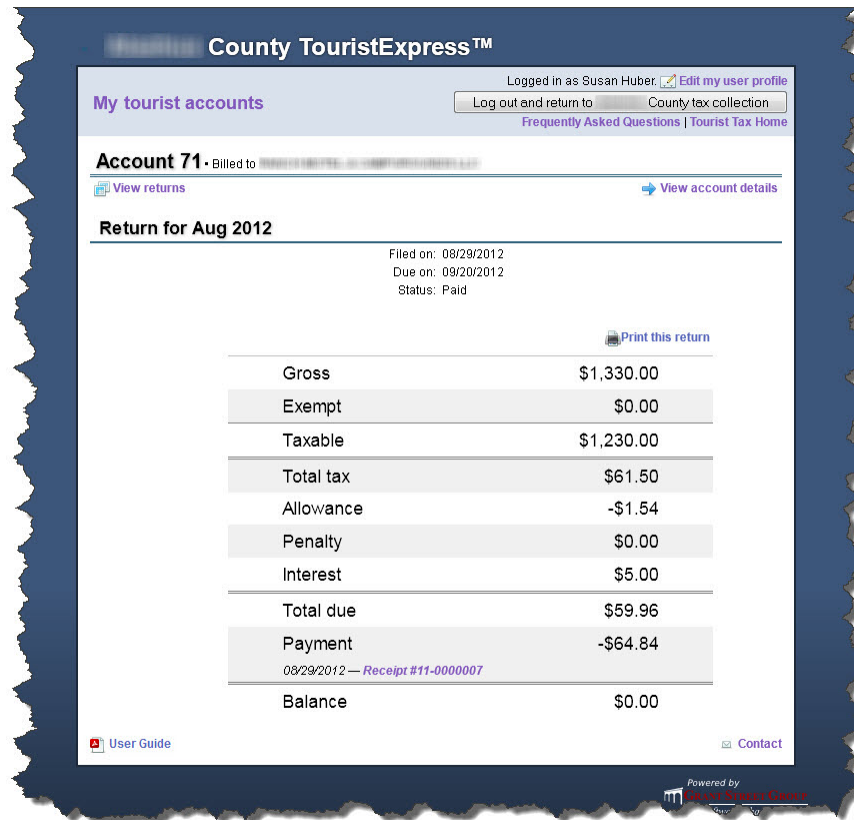 County TouristExpress™
Logged in as Susan Huber. Edit my user profile
My tourist accounts
Log out and return to County tax collection
Frequently Asked Questions | Tourist Tax Home
Account 71 • Billed to
View returns View account details
Return for Aug 2012
Filed on: 08/29/2012
Due on: 09/20/2012
Status: Paid
Print this return
Gross $1,330.00
Exempt $0.00
Taxable $1,230.00
Total tax $61.50
Allowance -$1.54
Penalty $0.00
Interest $5.00
Total due $59.96
Payment -$64.84
08/29/2012 — Receipt #11-0000007
Balance $0.00
User Guide Contact
Powered by